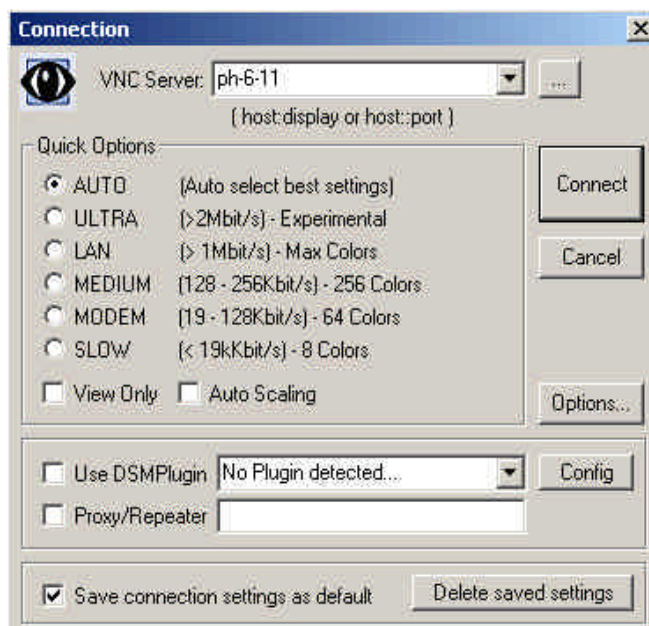 Connection
VNC Server: ph-6-11 ...
( host:display or host::port )
Quick Options
AUTO (Auto select best settings)
ULTRA (>2Mbit/s) - Experimental
LAN (> 1Mbit/s) - Max Colors
MEDIUM (128 - 256Kbit/s) - 256 Colors
MODEM (19 - 128Kbit/s) - 64 Colors
SLOW (< 19kKbit/s) - 8 Colors
View Only Auto Scaling
Connect
Cancel
Options...
Use DSMPlugin No Plugin detected... Config
Proxy/Repeater
Save connection settings as default Delete saved settings